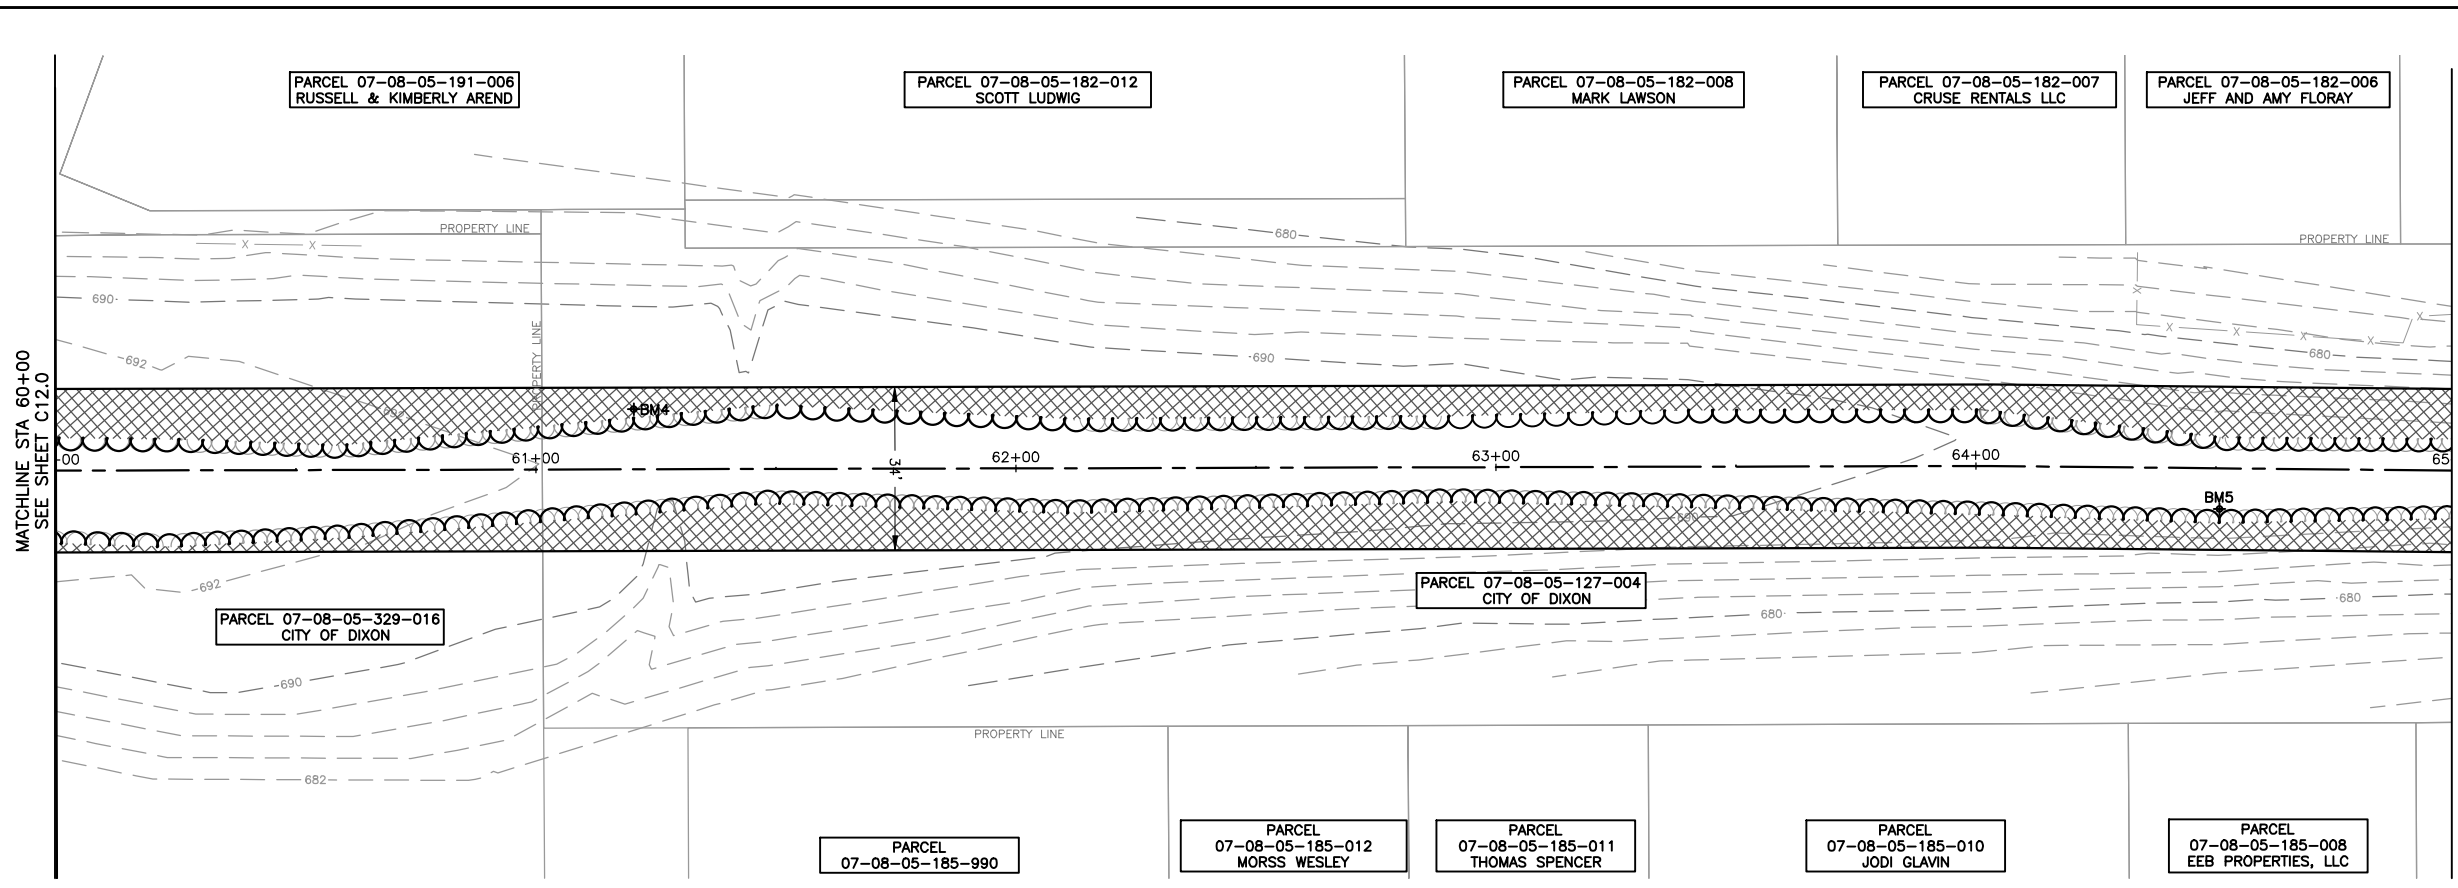 PARCEL 07-08-05-191-006
RUSSELL & KIMBERLY AREND
PARCEL 07-08-05-182-012
SCOTT LUDWIG
PARCEL 07-08-05-182-008
MARK LAWSON
PARCEL 07-08-05-182-007
CRUSE RENTALS LLC
PARCEL 07-08-05-182-006
JEFF AND AMY FLORAY
PROPERTY LINE
680
PROPERTY LINE
X
X
690
PROPERTY LINE
X
X
X
X
X
X
692
690
680
MATCHLINE STA 60+00
SEE SHEET C12.0
692
BM4
00
61+00
62+00
63+00
64+00
65
34'
BM5
690
692
PARCEL 07-08-05-127-004
CITY OF DIXON
680
680
PARCEL 07-08-05-329-016
CITY OF DIXON
690
PROPERTY LINE
682
PARCEL
07-08-05-185-990
PARCEL
07-08-05-185-012
MORSS WESLEY
PARCEL
07-08-05-185-011
THOMAS SPENCER
PARCEL
07-08-05-185-010
JODI GLAVIN
PARCEL
07-08-05-185-008
EEB PROPERTIES, LLC